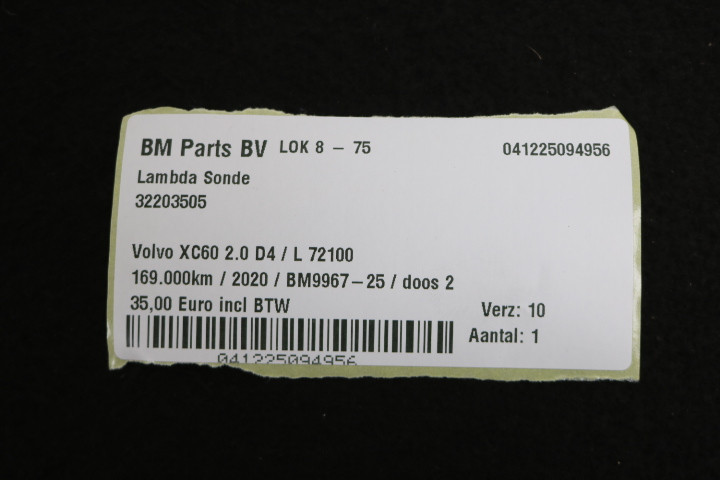 BM Parts BV LOK 8 - 75 041225094956
Lambda Sonde
32203505
Volvo XC60 2.0 D4 / L 72100
169.000km / 2020 / BM9967-25 / doos 2
35,00 Euro incl BTW Verz: 10
Aantal: 1
041225094956